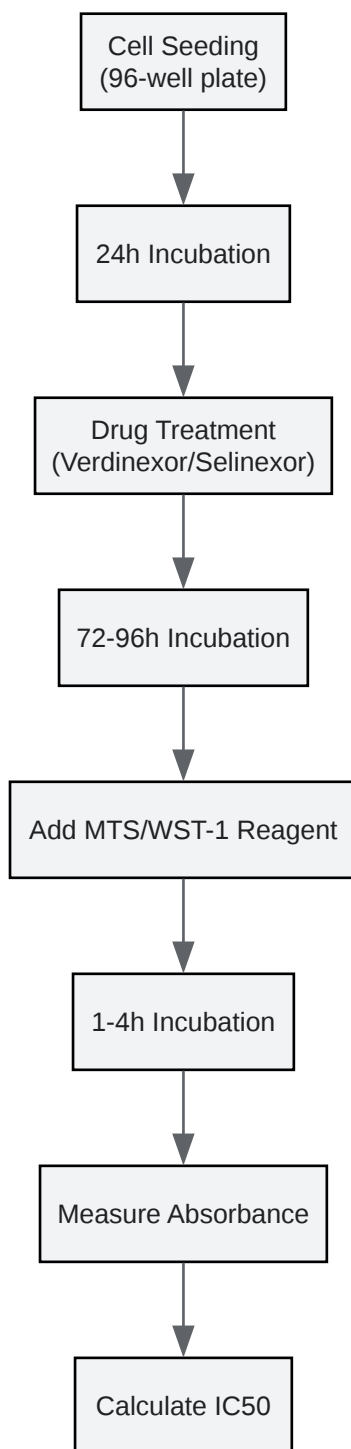 Cell Seeding
(96-well plate)
24h Incubation
Drug Treatment
(Verdinexor/Selinexor)
72-96h Incubation
Add MTS/WST-1 Reagent
1-4h Incubation
Measure Absorbance
Calculate IC50